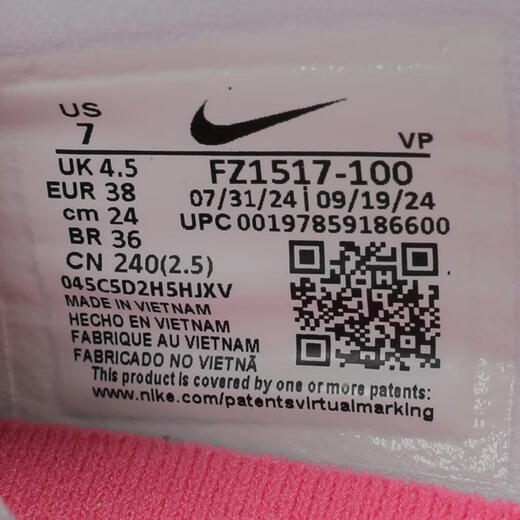 US
7
VP
UK 4.5
EUR 38
cm 24
BR 36
CN 240(2.5)
FZ1517-100
07/31/24 | 09/19/24
UPC 00197859186600
045C5D2H5HJXV
MADE IN VIETNAM
HECHO EN VIETNAM
FABRIQUE AU VIETNAM
FABRICADO NO VIETNÃ
This product is covered by one or more patents:
www.nike.com/patentsvirtualmarking